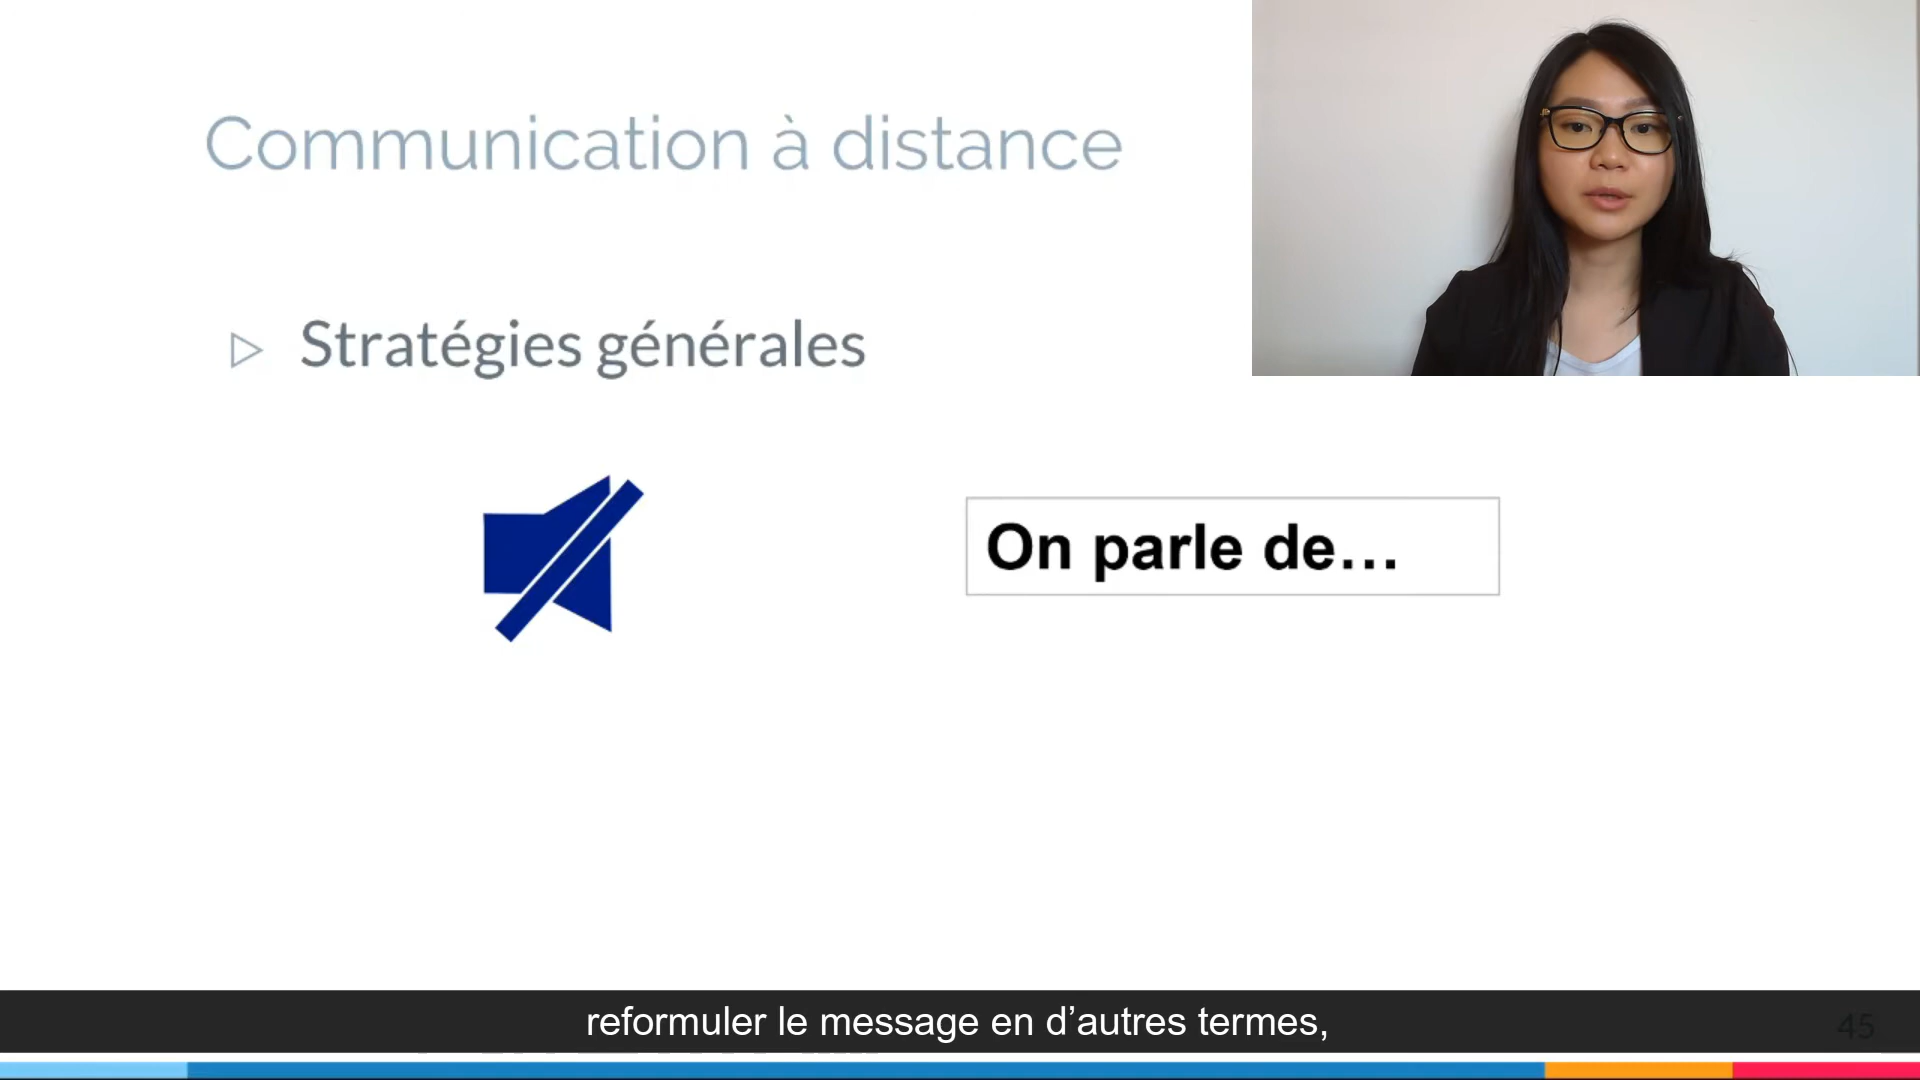 Communication à distance
Stratégies générales
On parle de...
reformuler le message en d’autres termes,
45